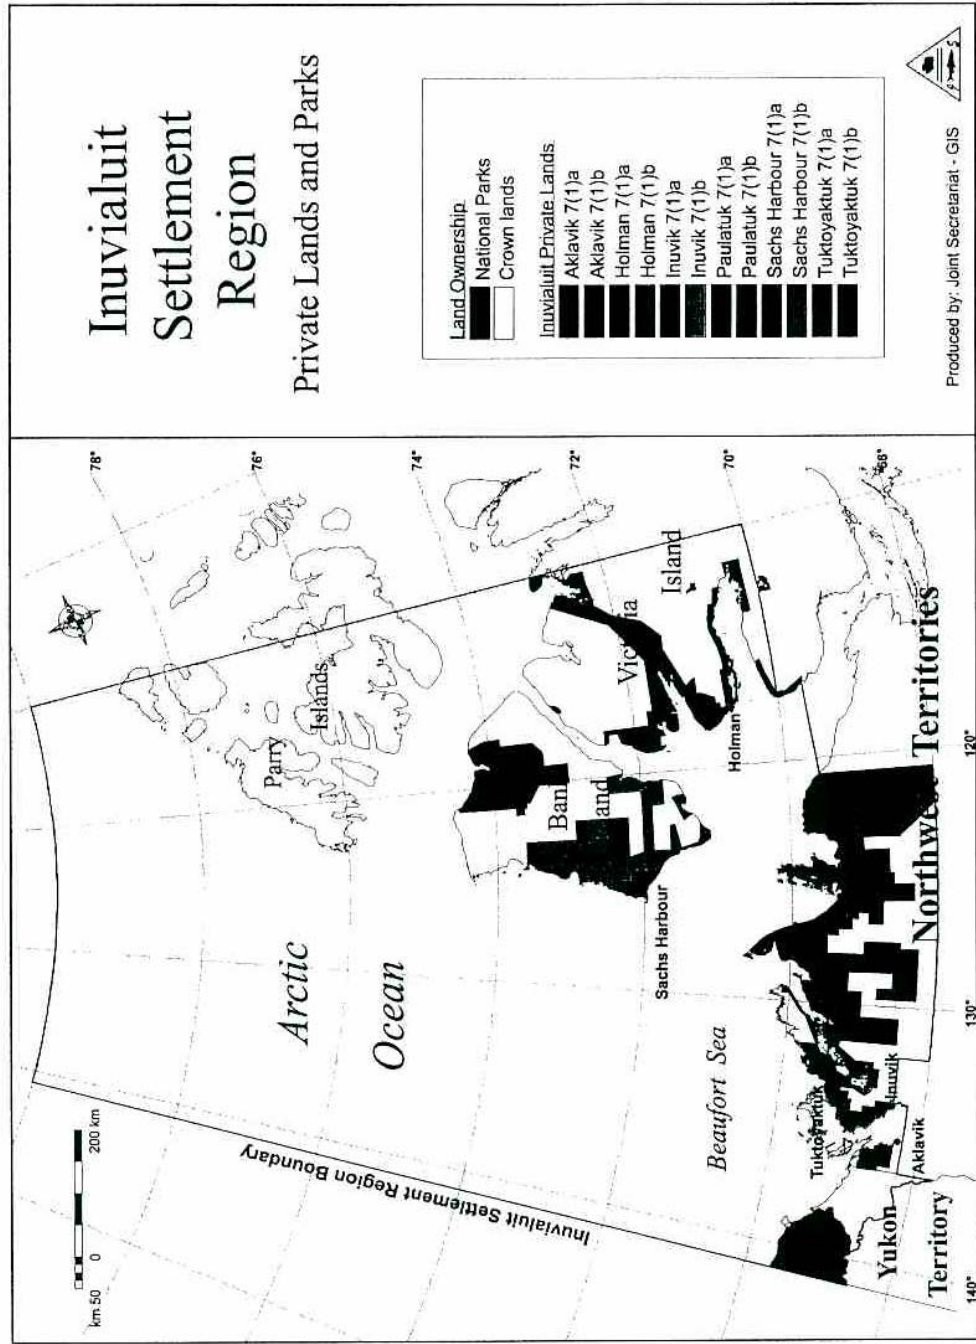 Inuvialuit
Settlement
Region
Private Lands and Parks
Land Ownership
National Parks
Crown lands
Inuvialuit Private Lands
Aklavik 7(1)a
Aklavik 7(1)b
Holman 7(1)a
Holman 7(1)b
Inuvik 7(1)a
Inuvik 7(1)b
Paulatuk 7(1)a
Paulatuk 7(1)b
Sachs Harbour 7(1)a
Sachs Harbour 7(1)b
Tuktoyaktuk 7(1)a
Tuktoyaktuk 7(1)b
Produced by: Joint Secretariat - GIS
km 50 0 200 km
Inuvialuit Settlement Region Boundary
Arctic
Ocean
Parry
Islands
78°
76°
74°
72°
70°
68°
Victoria
Island
Holman
Sachs Harbour
Beaufort Sea
Tuktoyaktuk
Inuvik
Aklavik
Yukon
Territory
Northwest Territories
140°
130°
120°